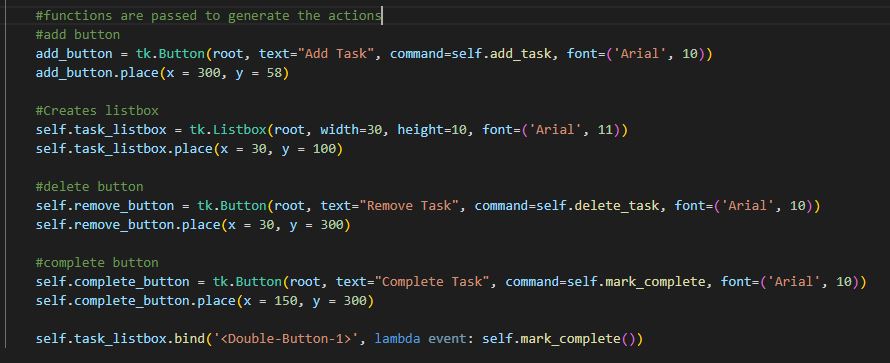 #functions are passed to generate the actions
#add button
add_button = tk.Button(root, text="Add Task", command=self.add_task, font=('Arial', 10))
add_button.place(x = 300, y = 58)
#Creates listbox
self.task_listbox = tk.Listbox(root, width=30, height=10, font=('Arial', 11))
self.task_listbox.place(x = 30, y = 100)
#delete button
self.remove_button = tk.Button(root, text="Remove Task", command=self.delete_task, font=('Arial', 10))
self.remove_button.place(x = 30, y = 300)
#complete button
self.complete_button = tk.Button(root, text="Complete Task", command=self.mark_complete, font=('Arial', 10))
self.complete_button.place(x = 150, y = 300)
self.task_listbox.bind('<Double-Button-1>', lambda event: self.mark_complete())